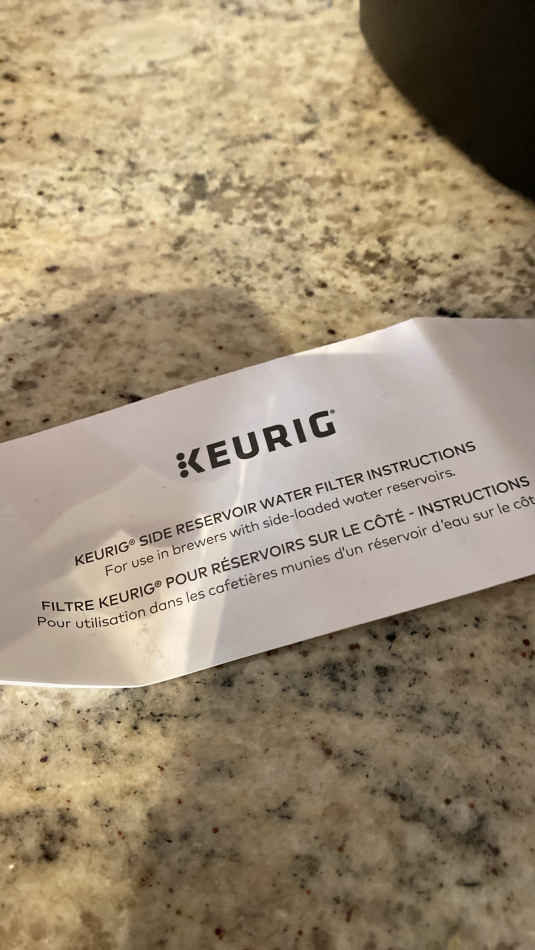 KEURIG®
KEURIG® SIDE RESERVOIR WATER FILTER INSTRUCTIONS
For use in brewers with side-loaded water reservoirs.
FILTRE KEURIG® POUR RÉSERVOIRS SUR LE CÔTÉ - INSTRUCTIONS
Pour utilisation dans les cafetières munies d'un réservoir d'eau sur le